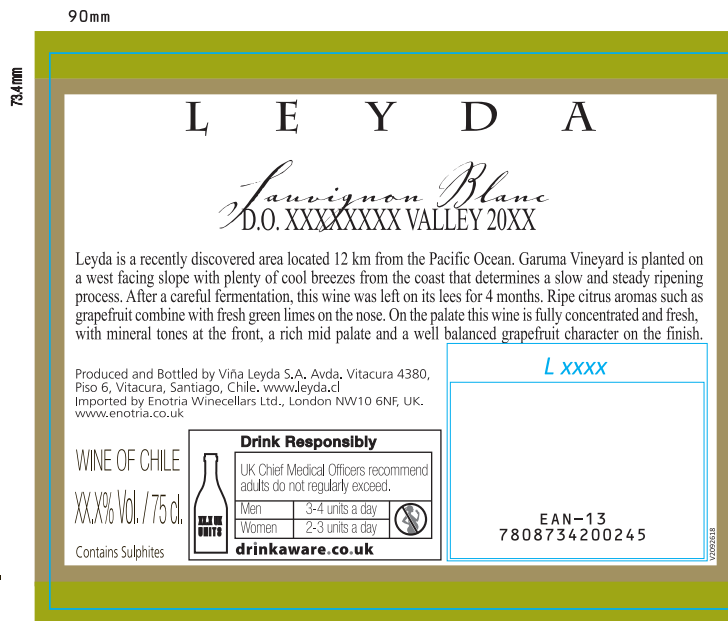 90mm
73.4mm
L E Y D A
Sauvignon Blanc
D.O. XXXXXXXX VALLEY 20XX
Leyda is a recently discovered area located 12 km from the Pacific Ocean. Garuma Vineyard is planted on
a west facing slope with plenty of cool breezes from the coast that determines a slow and steady ripening
process. After a careful fermentation, this wine was left on its lees for 4 months. Ripe citrus aromas such as
grapefruit combine with fresh green limes on the nose. On the palate this wine is fully concentrated and fresh,
with mineral tones at the front, a rich mid palate and a well balanced grapefruit character on the finish.
Produced and Bottled by Viña Leyda S.A. Avda. Vitacura 4380,
Piso 6, Vitacura, Santiago, Chile. www.leyda.cl
Imported by Enotria Winecellars Ltd., London NW10 6NF, UK.
www.enotria.co.uk
WINE OF CHILE
XX.X% Vol. / 75 cl.
Contains Sulphites
UNITS
Drink Responsibly
UK Chief Medical Officers recommend
adults do not regularly exceed.
Men 3-4 units a day
Women 2-3 units a day
drinkaware.co.uk
L xxxx
EAN-13
7808734200245
V2092618